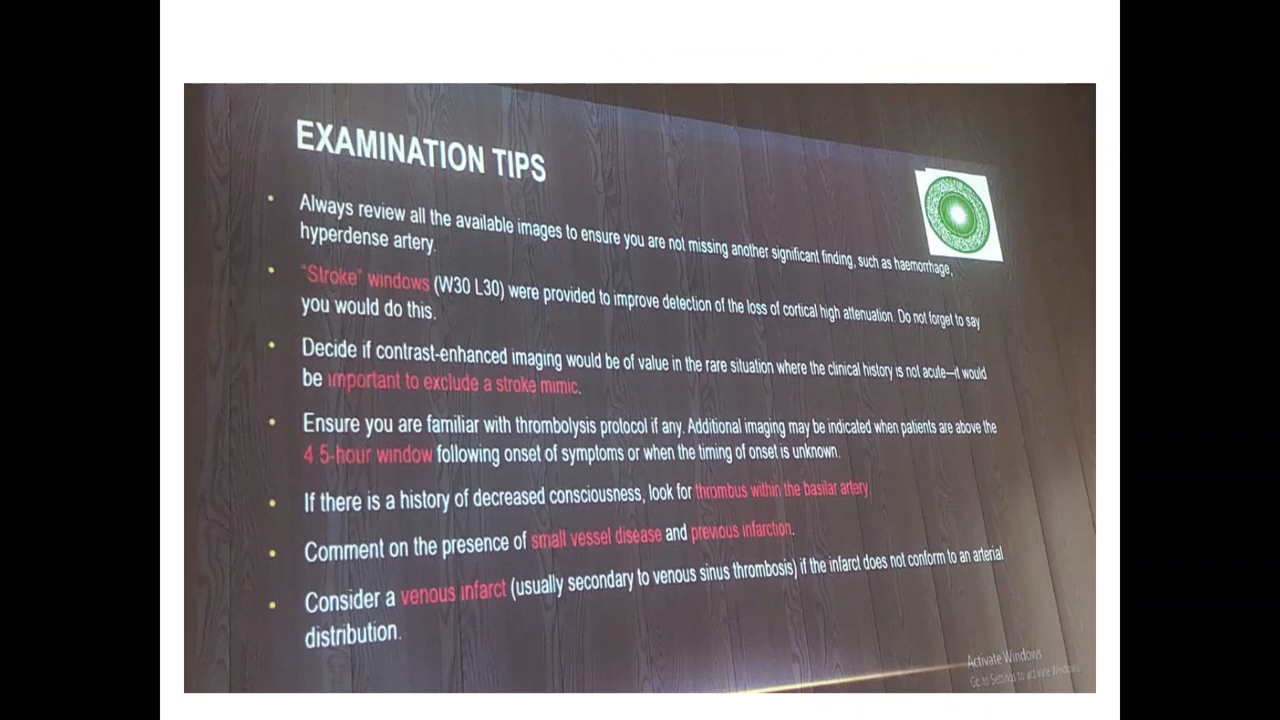 EXAMINATION TIPS
• Always review all the available images to ensure you are not missing another significant finding, such as haemorrhage,
hyperdense artery.
• "Stroke" windows (W30 L30) were provided to improve detection of the loss of cortical high attenuation. Do not forget to say
you would do this.
• Decide if contrast-enhanced imaging would be of value in the rare situation where the clinical history is not acute—it would
be important to exclude a stroke mimic.
• Ensure you are familiar with thrombolysis protocol if any. Additional imaging may be indicated when patients are above the
4.5-hour window following onset of symptoms or when the timing of onset is unknown.
• If there is a history of decreased consciousness, look for thrombus within the basilar artery.
• Comment on the presence of small vessel disease and previous infarction.
• Consider a venous infarct (usually secondary to venous sinus thrombosis) if the infarct does not conform to an arterial
distribution.
Activate Windows
Go to Settings to activate Windows.